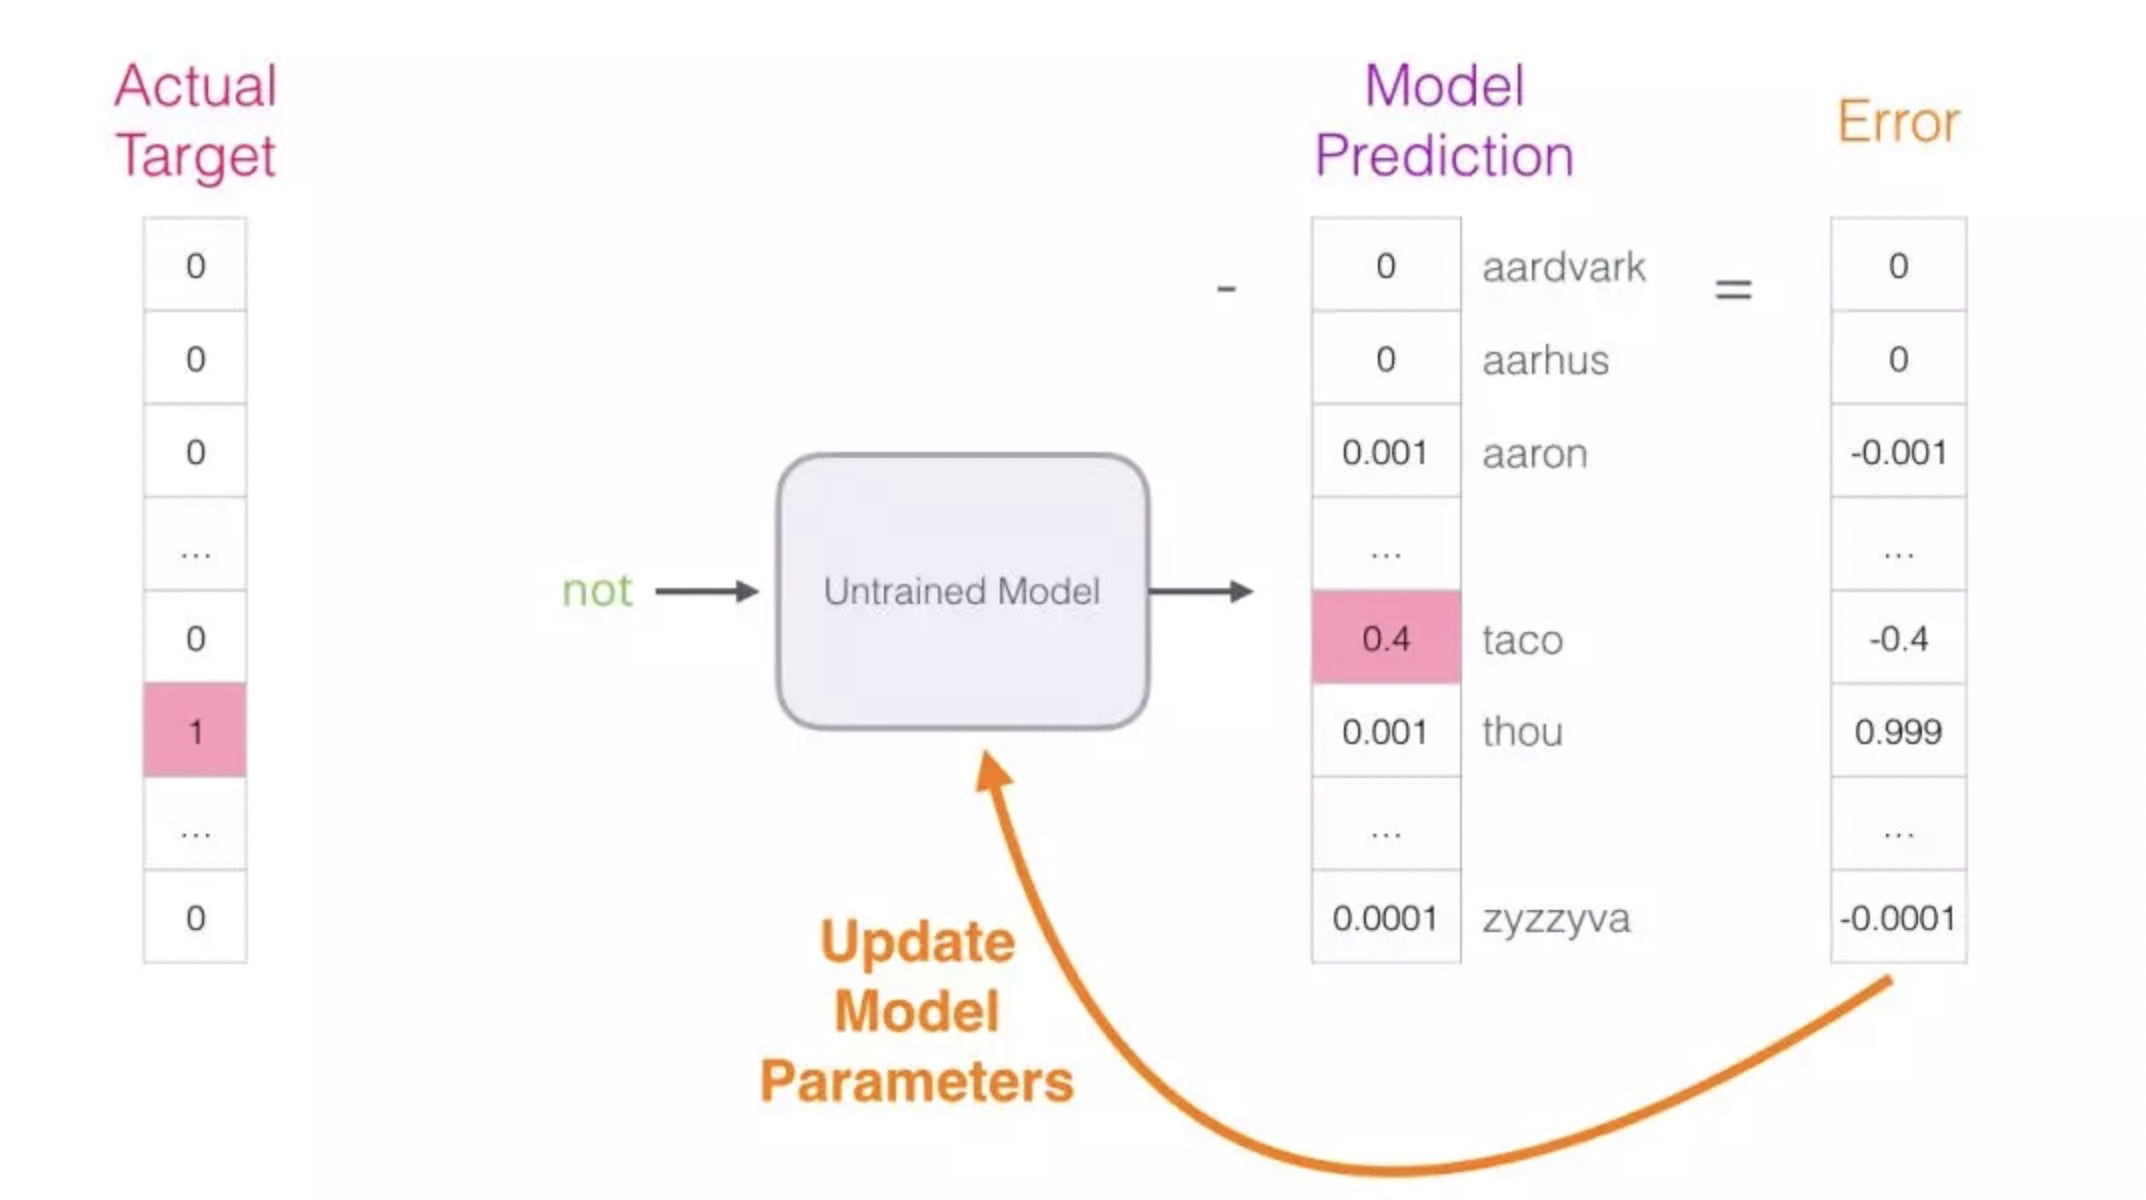 Actual
Target
Model
Prediction
Error
0
- 0 aardvark = 0
0
0 aarhus 0
0
0.001 aaron -0.001
...
...
...
not
Untrained Model
0
0.4 taco -0.4
1
0.001 thou 0.999
...
...
...
0
0.0001 zyzzyva -0.0001
Update
Model
Parameters